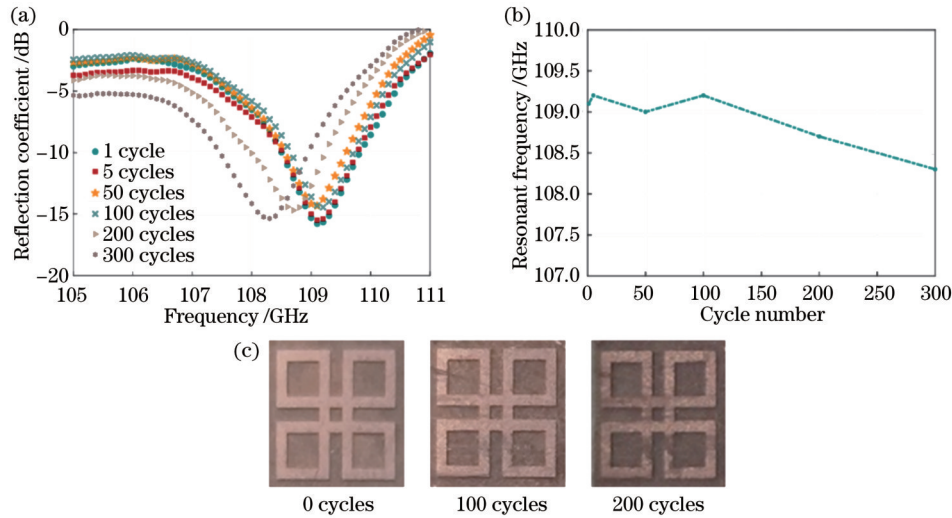 (a)
0
−5
−10
−15
−20
Reflection coefficient /dB
1 cycle
5 cycles
50 cycles
100 cycles
200 cycles
300 cycles
105 106 107 108 109 110 111
Frequency /GHz
(b)
110.0
109.5
109.0
108.5
108.0
107.5
107.0
Resonant frequency /GHz
0 50 100 150 200 250 300
Cycle number
(c)
0 cycles
100 cycles
200 cycles